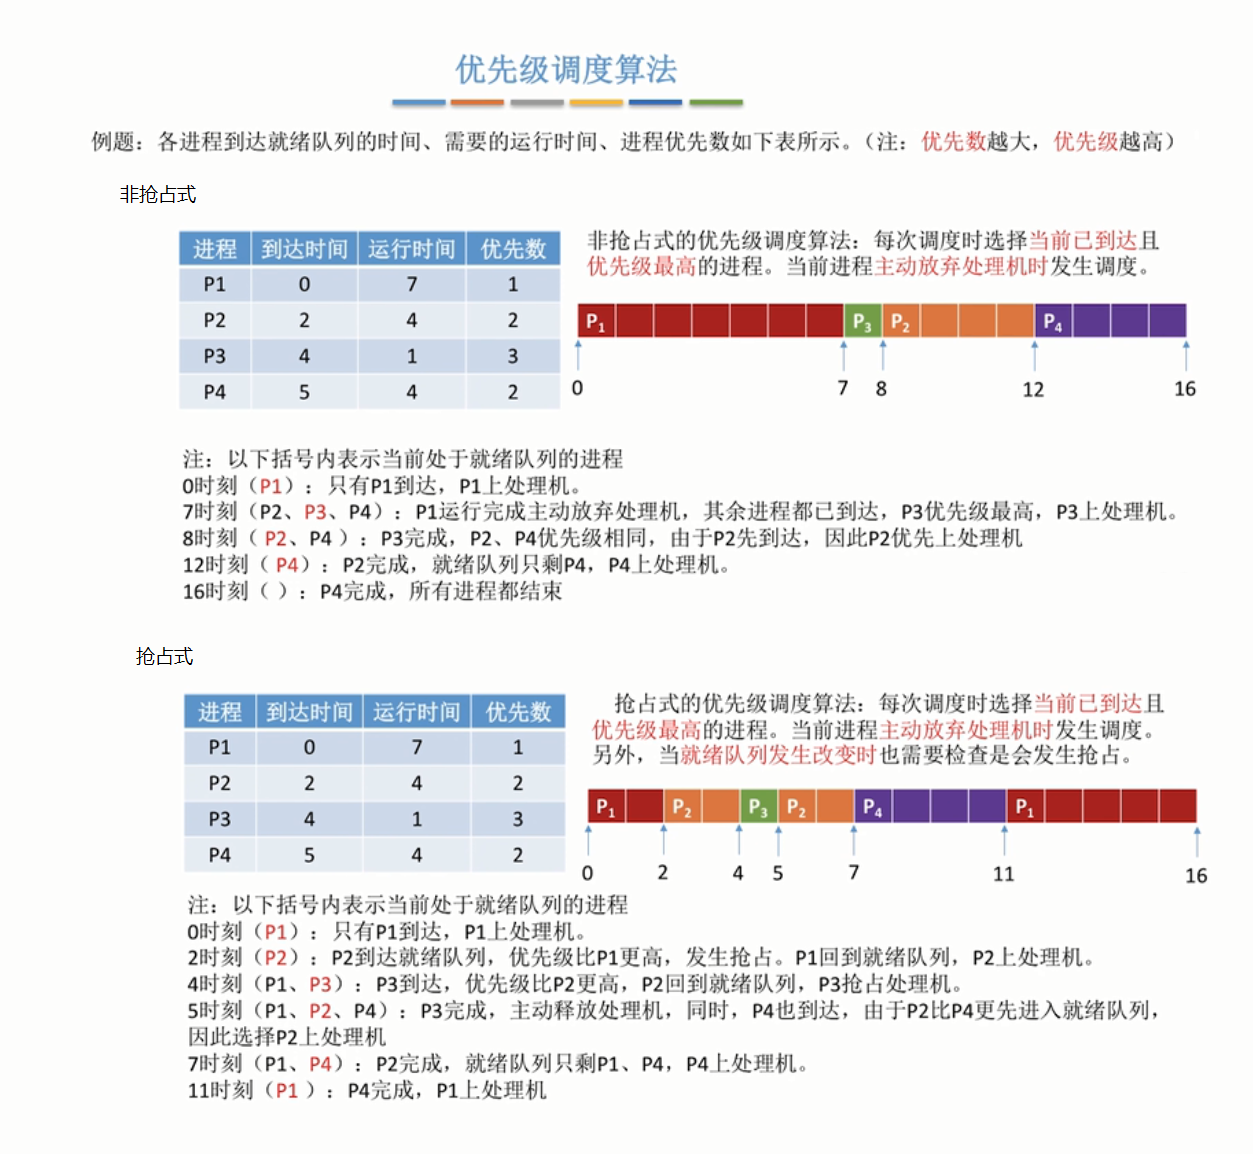 优先级调度算法
例题：各进程到达就绪队列的时间、需要的运行时间、进程优先数如下表所示。（注：优先数越大，优先级越高）
非抢占式
进程 到达时间 运行时间 优先数
P1 0 7 1
P2 2 4 2
P3 4 1 3
P4 5 4 2
非抢占式的优先级调度算法：每次调度时选择当前已到达且
优先级最高的进程。当前进程主动放弃处理机时发生调度。
P1 P3 P2 P4
0 7 8 12 16
注：以下括号内表示当前处于就绪队列的进程
0时刻（P1）：只有P1到达，P1上处理机。
7时刻（P2、P3、P4）：P1运行完成主动放弃处理机，其余进程都已到达，P3优先级最高，P3上处理机。
8时刻（ P2、P4 ）：P3完成，P2、P4优先级相同，由于P2先到达，因此P2优先上处理机
12时刻（ P4）：P2完成，就绪队列只剩P4，P4上处理机。
16时刻（ ）：P4完成，所有进程都结束
抢占式
进程 到达时间 运行时间 优先数
P1 0 7 1
P2 2 4 2
P3 4 1 3
P4 5 4 2
抢占式的优先级调度算法：每次调度时选择当前已到达且
优先级最高的进程。当前进程主动放弃处理机时发生调度。
另外，当就绪队列发生改变时也需要检查是会发生抢占。
P1 P2 P3 P2 P4 P1
0 2 4 5 7 11 16
注：以下括号内表示当前处于就绪队列的进程
0时刻（P1）：只有P1到达，P1上处理机。
2时刻（P2）：P2到达就绪队列，优先级比P1更高，发生抢占。P1回到就绪队列，P2上处理机。
4时刻（P1、P3）：P3到达，优先级比P2更高，P2回到就绪队列，P3抢占处理机。
5时刻（P1、P2、P4）：P3完成，主动释放处理机，同时，P4也到达，由于P2比P4更先进入就绪队列，
因此选择P2上处理机
7时刻（P1、P4）：P2完成，就绪队列只剩P1、P4，P4上处理机。
11时刻（P1 ）：P4完成，P1上处理机